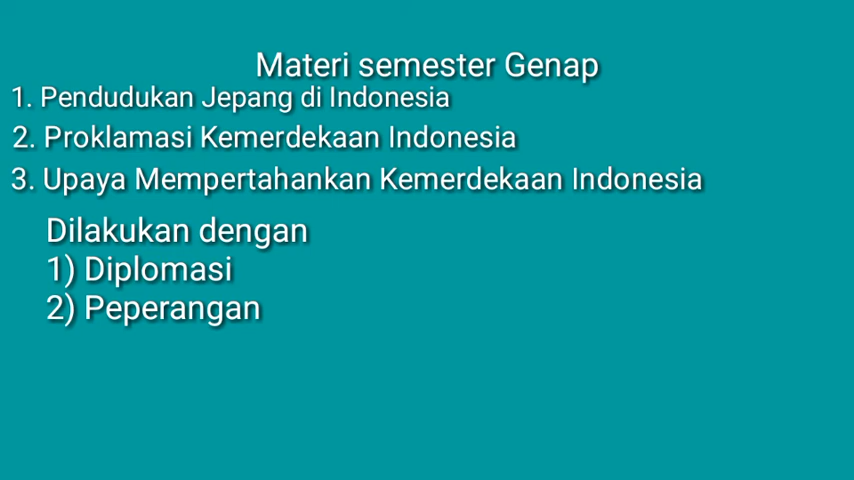 Materi semester Genap
1. Pendudukan Jepang di Indonesia
2. Proklamasi Kemerdekaan Indonesia
3. Upaya Mempertahankan Kemerdekaan Indonesia
Dilakukan dengan
1) Diplomasi
2) Peperangan